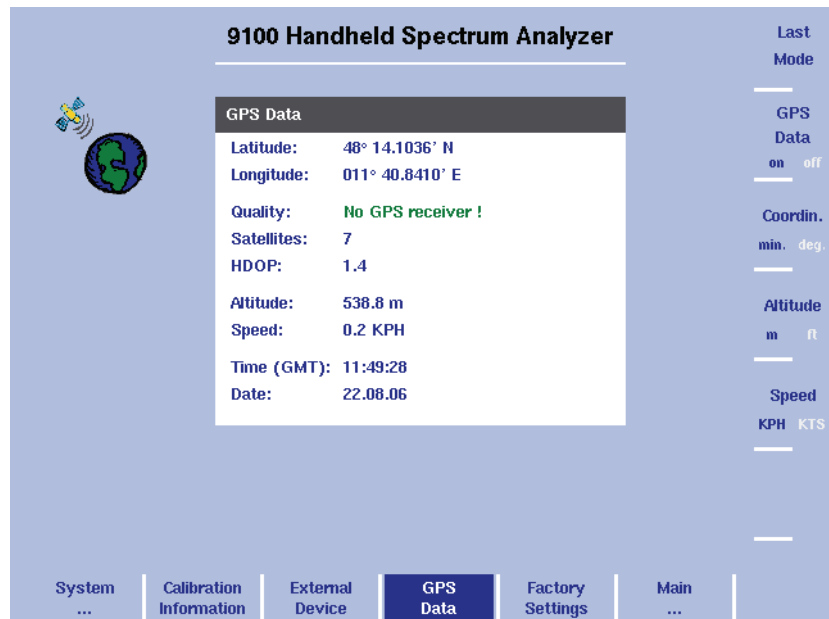 9100 Handheld Spectrum Analyzer
GPS Data
Latitude: 48° 14.1036' N
Longitude: 011° 40.8410' E
Quality: No GPS receiver !
Satellites: 7
HDOP: 1.4
Altitude: 538.8 m
Speed: 0.2 KPH
Time (GMT): 11:49:28
Date: 22.08.06
Last
Mode
GPS
Data
on off
Coordin.
min. deg.
Altitude
m ft
Speed
KPH KTS
System
...
Calibration
Information
External
Device
GPS
Data
Factory
Settings
Main
...